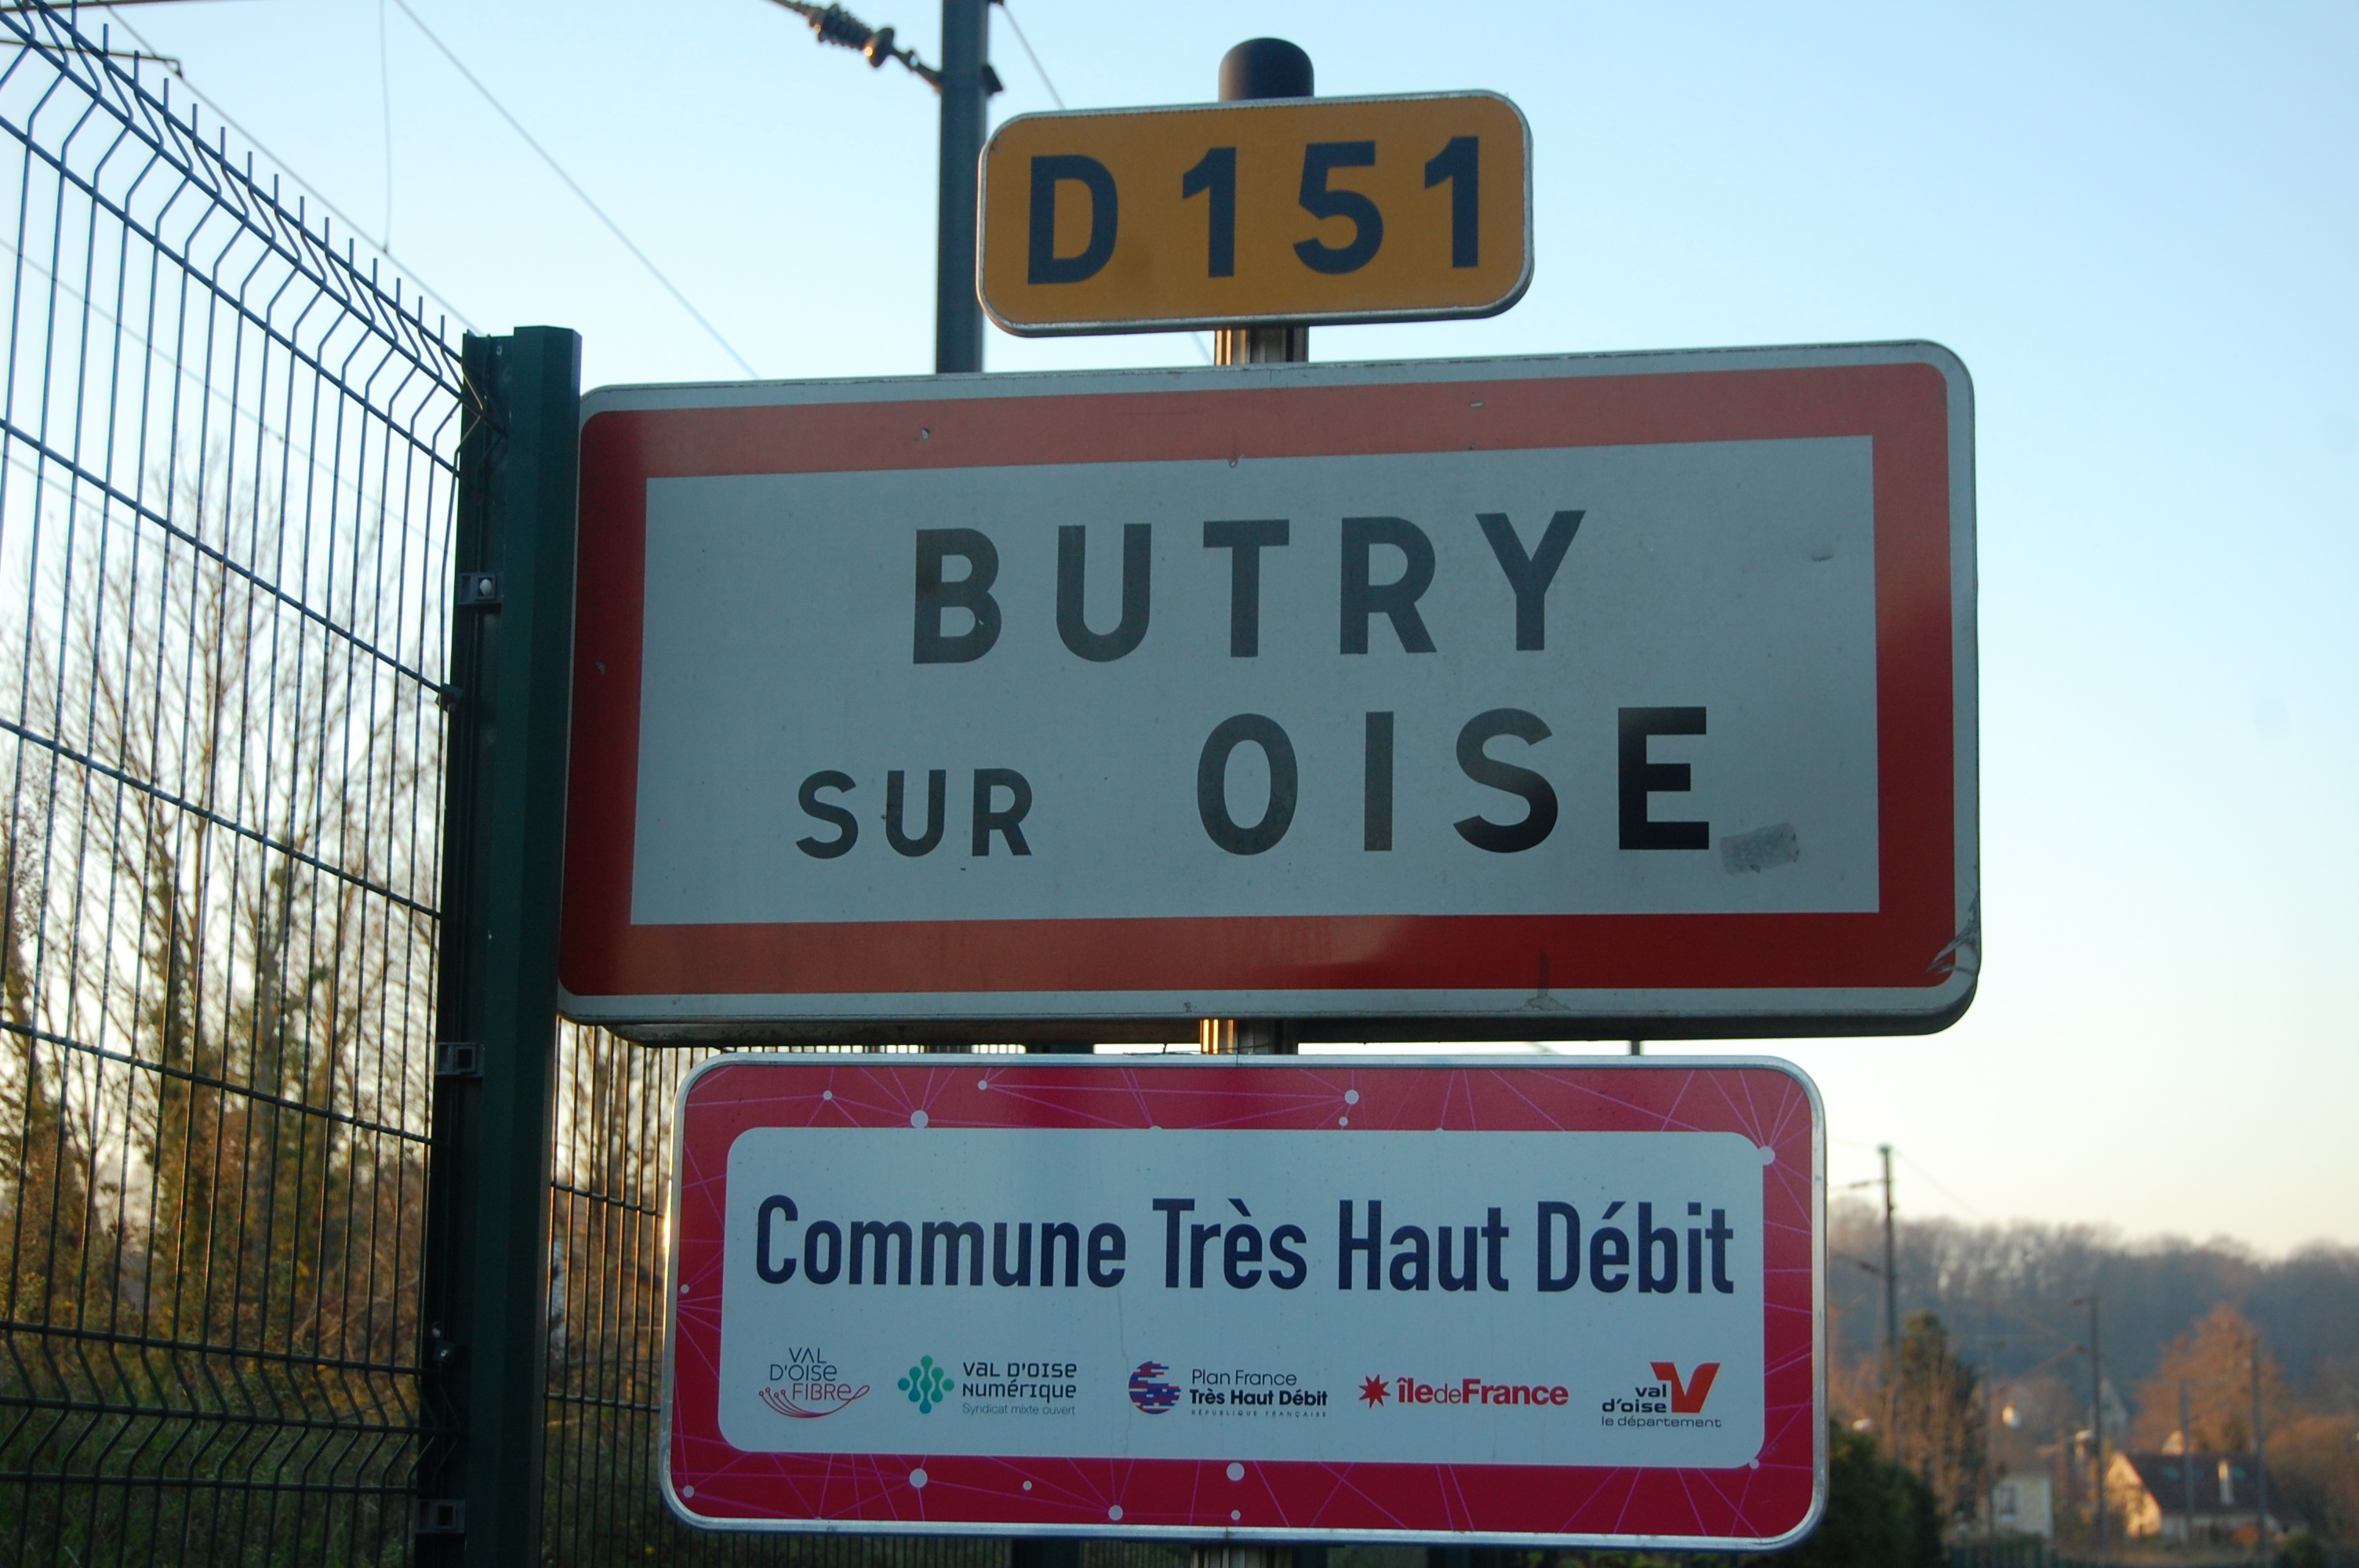 D 151
BUTRY
SUR OISE
Commune Très Haut Débit
VAL
D'OISE
FIBRE
VAL D'OISE
NUMÉRIQUE
Syndicat mixte ouvert
Plan France
Très Haut Débit
RÉPUBLIQUE FRANÇAISE
îledeFrance
val
d'oise
le département